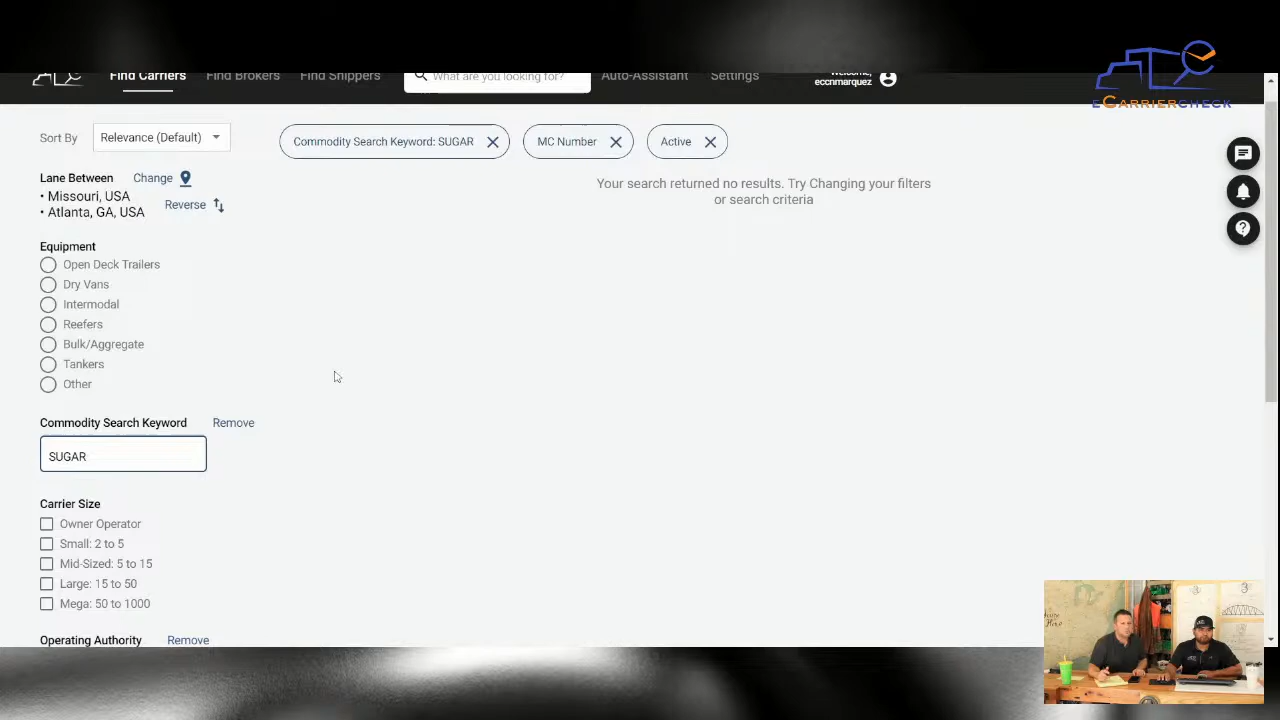 Find Carriers
Find Brokers
Find Shippers
What are you looking for?
Auto-Assistant
Settings
Welcome,
eccnmarquez
eCARRIERCHECK
Sort By
Relevance (Default)
Commodity Search Keyword: SUGAR
MC Number
Active
Lane Between
Change
• Missouri, USA
• Atlanta, GA, USA
Reverse
Your search returned no results. Try Changing your filters
or search criteria
Equipment
Open Deck Trailers
Dry Vans
Intermodal
Reefers
Bulk/Aggregate
Tankers
Other
Commodity Search Keyword
Remove
SUGAR
Carrier Size
Owner Operator
Small: 2 to 5
Mid-Sized: 5 to 15
Large: 15 to 50
Mega: 50 to 1000
Operating Authority
Remove